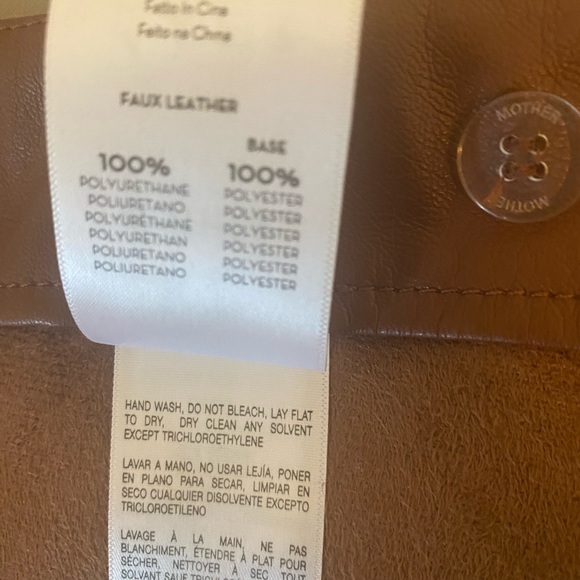 Fatto in Cina
Feito na China
FAUX LEATHER
BASE
100%
100%
POLYURETHANE
POLIURETANO
POLYURÉTHANE
POLYURETHAN
POLIURETANO
POLIURETANO
POLYESTER
POLYESTER
POLYESTER
POLYESTER
POLYESTER
POLYESTER
MOTHER
MOTHER
HAND WASH, DO NOT BLEACH, LAY FLAT
TO DRY, DRY CLEAN ANY SOLVENT
EXCEPT TRICHLOROETHYLENE
LAVAR A MANO, NO USAR LEJÍA, PONER
EN PLANO PARA SECAR, LIMPIAR EN
SECO CUALQUIER DISOLVENTE EXCEPTO
TRICLOROETILENO
LAVAGE À LA MAIN, NE PAS
BLANCHIMENT, ÉTENDRE À PLAT POUR
SÉCHER, NETTOYER À SEC TOUT
SOLVANT SAUF